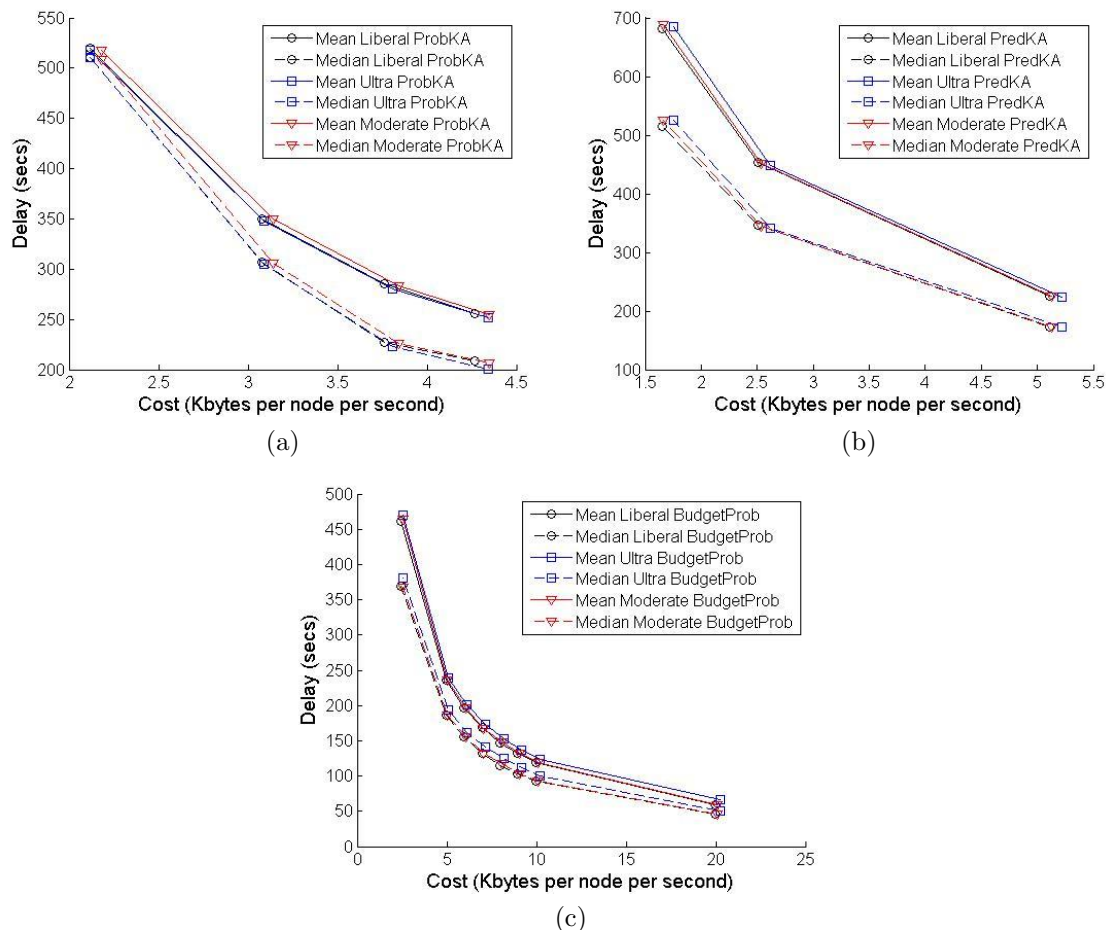 550
500
450
400
350
300
250
200
Delay (secs)
2
2.5
3
3.5
4
4.5
Cost (Kbytes per node per second)
Mean Liberal ProbKA
Median Liberal ProbKA
Mean Ultra ProbKA
Median Ultra ProbKA
Mean Moderate ProbKA
Median Moderate ProbKA
(a)
700
600
500
400
300
200
100
Delay (secs)
1.5
2
2.5
3
3.5
4
4.5
5
5.5
Cost (Kbytes per node per second)
Mean Liberal PredKA
Median Liberal PredKA
Mean Ultra PredKA
Median Ultra PredKA
Mean Moderate PredKA
Median Moderate PredKA
(b)
500
450
400
350
300
250
200
150
100
50
0
Delay (secs)
0
5
10
15
20
25
Cost (Kbytes per node per second)
Mean Liberal BudgetProb
Median Liberal BudgetProb
Mean Ultra BudgetProb
Median Ultra BudgetProb
Mean Moderate BudgetProb
Median Moderate BudgetProb
(c)